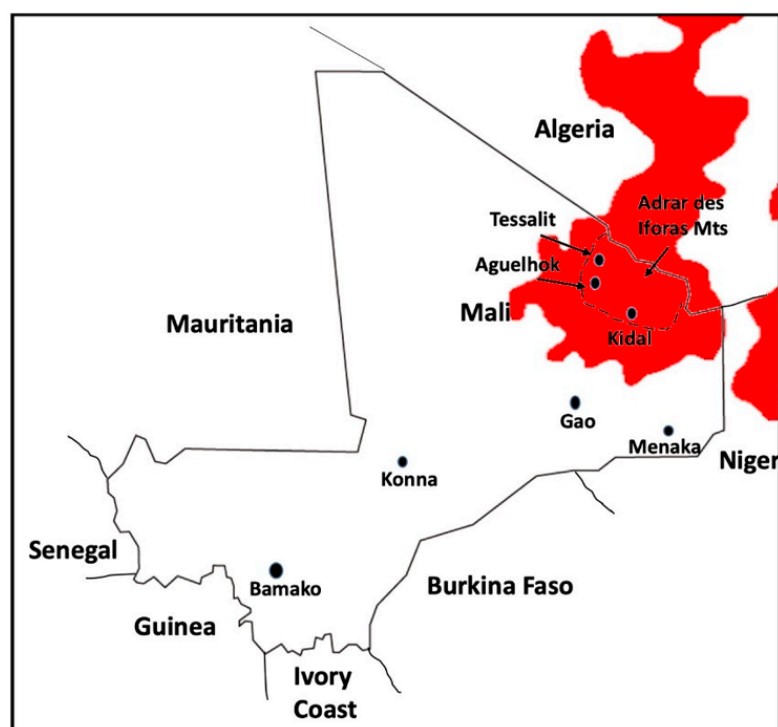 Algeria
Adrar des
Iforas Mts
Tessalit
Aguelhok
Mauritania
Mali
Kidal
Gao
Menaka
Niger
Konna
Senegal
Bamako
Burkina Faso
Guinea
Ivory
Coast